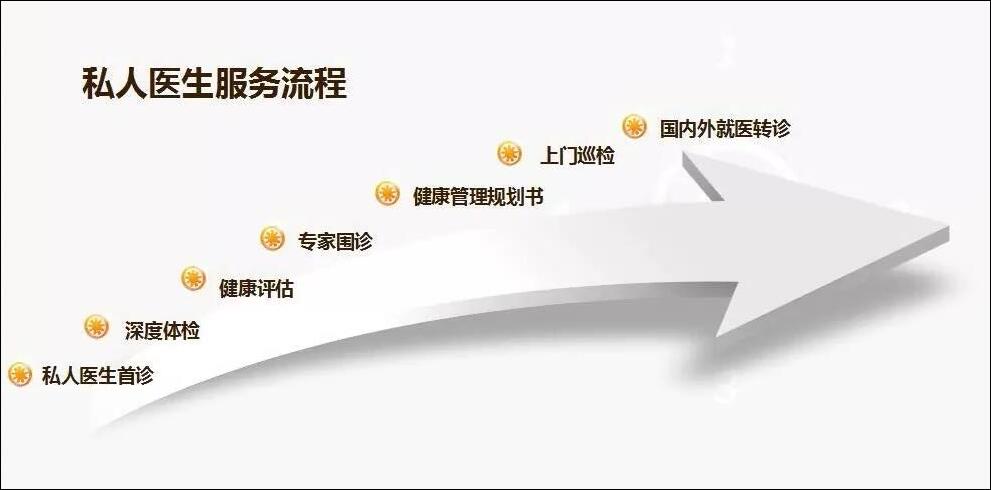 私人医生服务流程
国内外就医转诊
上门巡检
健康管理规划书
专家围诊
健康评估
深度体检
私人医生首诊